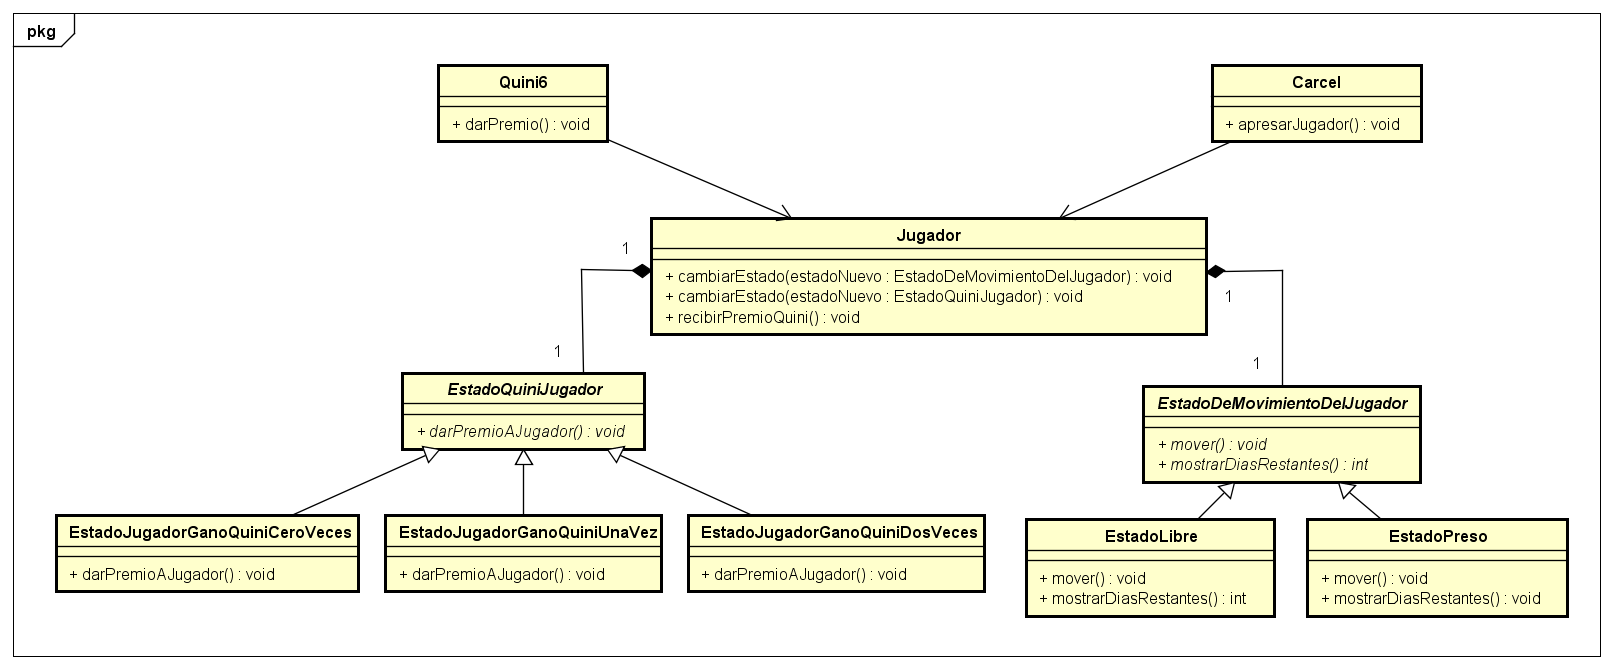 pkg
Quini6
+ darPremio() : void
Carcel
+ apresarJugador() : void
Jugador
+ cambiarEstado(estadoNuevo : EstadoDeMovimientoDelJugador) : void
+ cambiarEstado(estadoNuevo : EstadoQuiniJugador) : void
+ recibirPremioQuini() : void
1
1
1
1
EstadoQuiniJugador
+ darPremioAJugador() : void
EstadoDeMovimientoDelJugador
+ mover() : void
+ mostrarDiasRestantes() : int
EstadoJugadorGanoQuiniCeroVeces
+ darPremioAJugador() : void
EstadoJugadorGanoQuiniUnaVez
+ darPremioAJugador() : void
EstadoJugadorGanoQuiniDosVeces
+ darPremioAJugador() : void
EstadoLibre
+ mover() : void
+ mostrarDiasRestantes() : int
EstadoPreso
+ mover() : void
+ mostrarDiasRestantes() : void